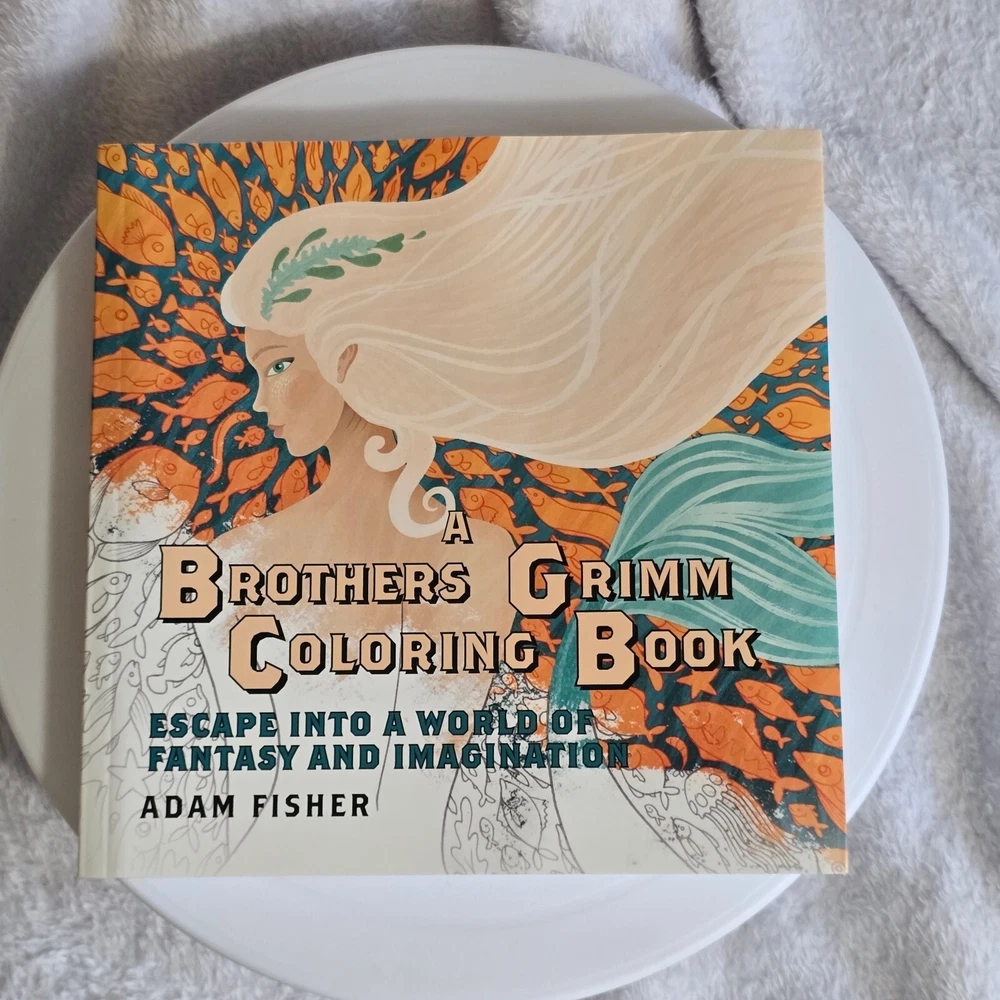 A
BROTHERS GRIMM
COLORING BOOK
ESCAPE INTO A WORLD OF
FANTASY AND IMAGINATION
ADAM FISHER